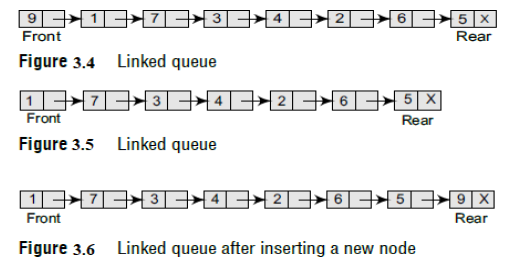 9 1 7 3 4 2 6 5 X
Front Rear
Figure 3.4 Linked queue
1 7 3 4 2 6 5 X
Front Rear
Figure 3.5 Linked queue
1 7 3 4 2 6 5 9 X
Front Rear
Figure 3.6 Linked queue after inserting a new node